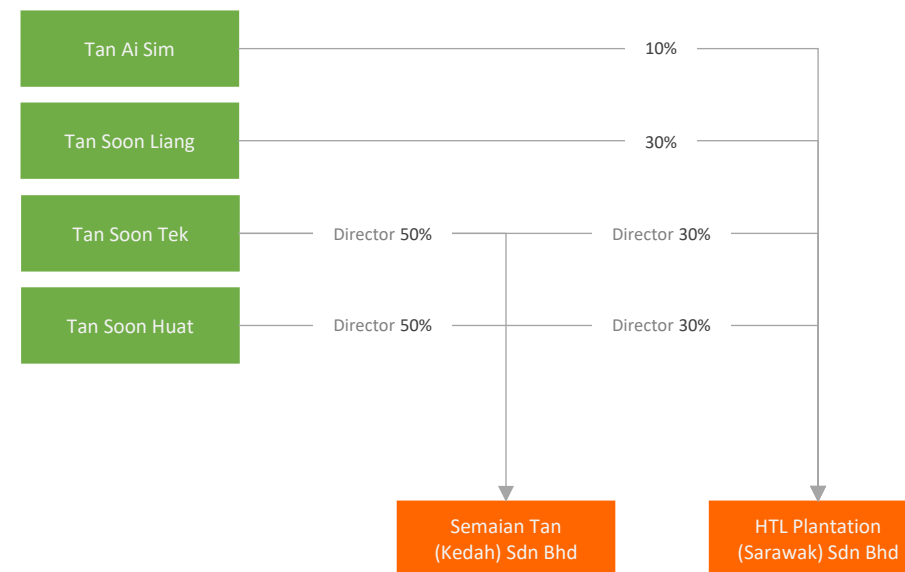 Tan Ai Sim
10%
Tan Soon Liang
30%
Tan Soon Tek
Director 50%
Director 30%
Tan Soon Huat
Director 50%
Director 30%
Semaian Tan
(Kedah) Sdn Bhd
HTL Plantation
(Sarawak) Sdn Bhd